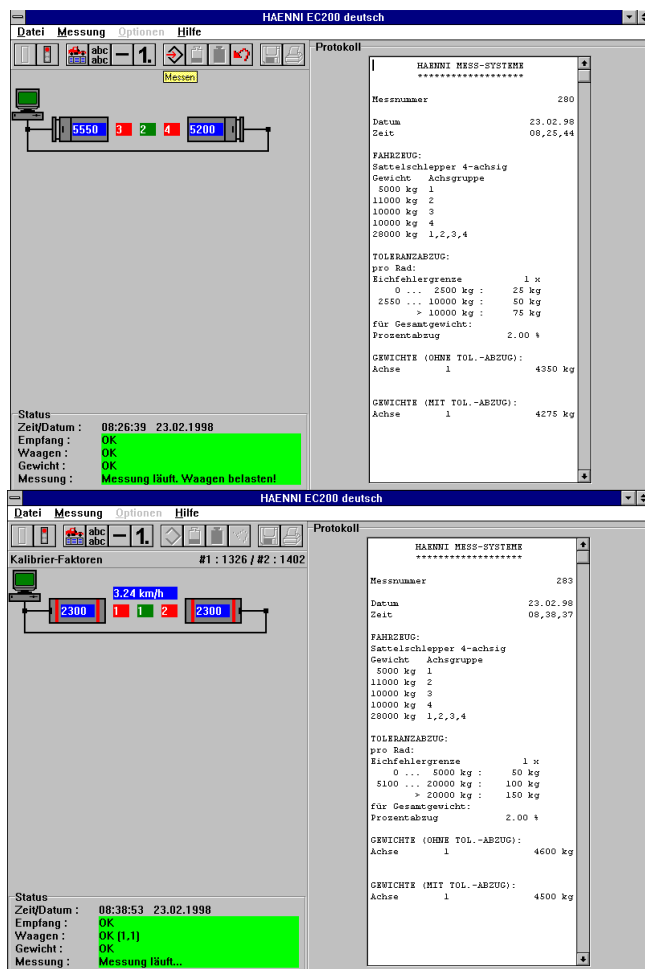 HAENNI EC200 deutsch
Datei Messung Optionen Hilfe
abc
abc
1.
Messen
5550 3 2 4 5200
Status
Zeit/Datum : 08:26:39 23.02.1998
Empfang : OK
Waagen : OK
Gewicht : OK
Messung : Messung läuft. Waagen belasten!
Protokoll
HAENNI MESS-SYSTEME
*******************
Messnummer 280
Datum 23.02.98
Zeit 08,25,44
FAHRZEUG:
Sattelschlepper 4-achsig
Gewicht Achsgruppe
5000 kg 1
11000 kg 2
10000 kg 3
10000 kg 4
28000 kg 1,2,3,4
TOLERANZABZUG:
pro Rad:
Eichfehlergrenze 1 x
0 ... 2500 kg : 25 kg
2550 ... 10000 kg : 50 kg
> 10000 kg : 75 kg
für Gesamtgewicht:
Prozentabzug 2.00 %
GEWICHTE (OHNE TOL.-ABZUG):
Achse 1 4350 kg
GEWICHTE (MIT TOL.-ABZUG):
Achse 1 4275 kg
HAENNI EC200 deutsch
Datei Messung Optionen Hilfe
abc
abc
1.
Kalibrier-Faktoren #1 : 1326 / #2 : 1402
3.24 km/h
2300 1 1 2 2300
Status
Zeit/Datum : 08:38:53 23.02.1998
Empfang : OK
Waagen : OK (1,1)
Gewicht : OK
Messung : Messung läuft...
Protokoll
HAENNI MESS-SYSTEME
*******************
Messnummer 283
Datum 23.02.98
Zeit 08,38,37
FAHRZEUG:
Sattelschlepper 4-achsig
Gewicht Achsgruppe
5000 kg 1
11000 kg 2
10000 kg 3
10000 kg 4
28000 kg 1,2,3,4
TOLERANZABZUG:
pro Rad:
Eichfehlergrenze 1 x
0 ... 5000 kg : 50 kg
5100 ... 20000 kg : 100 kg
> 20000 kg : 150 kg
für Gesamtgewicht:
Prozentabzug 2.00 %
GEWICHTE (OHNE TOL.-ABZUG):
Achse 1 4600 kg
GEWICHTE (MIT TOL.-ABZUG):
Achse 1 4500 kg